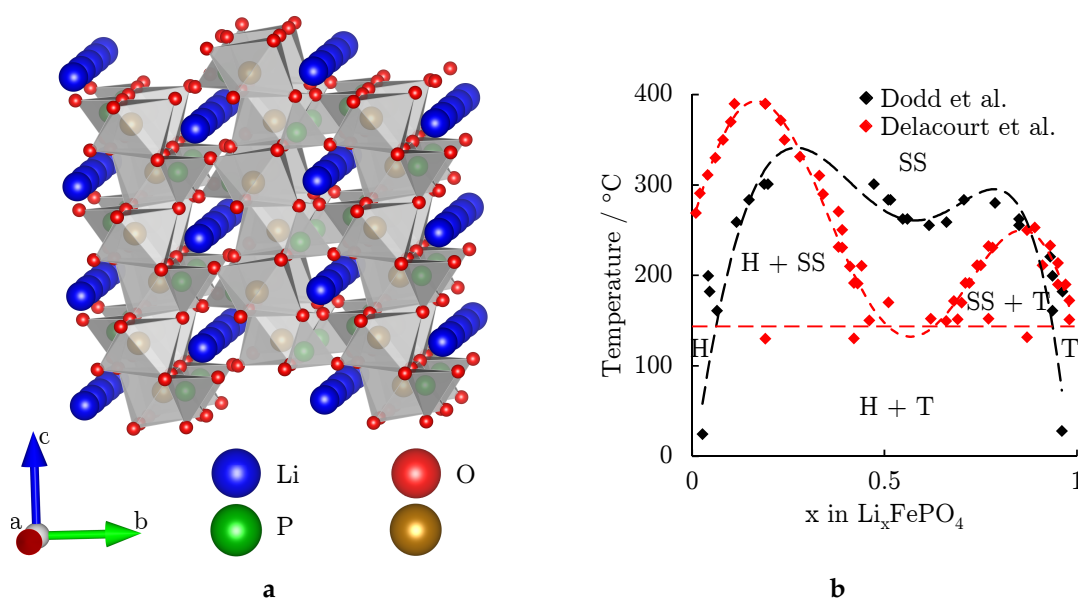 c
a
b
Li
O
P
a
400
300
200
100
0
Temperature / °C
Dodd et al.
Delacourt et al.
SS
H + SS
SS + T
H
T
H + T
0
0.5
1
x in LiₓFePO₄
b